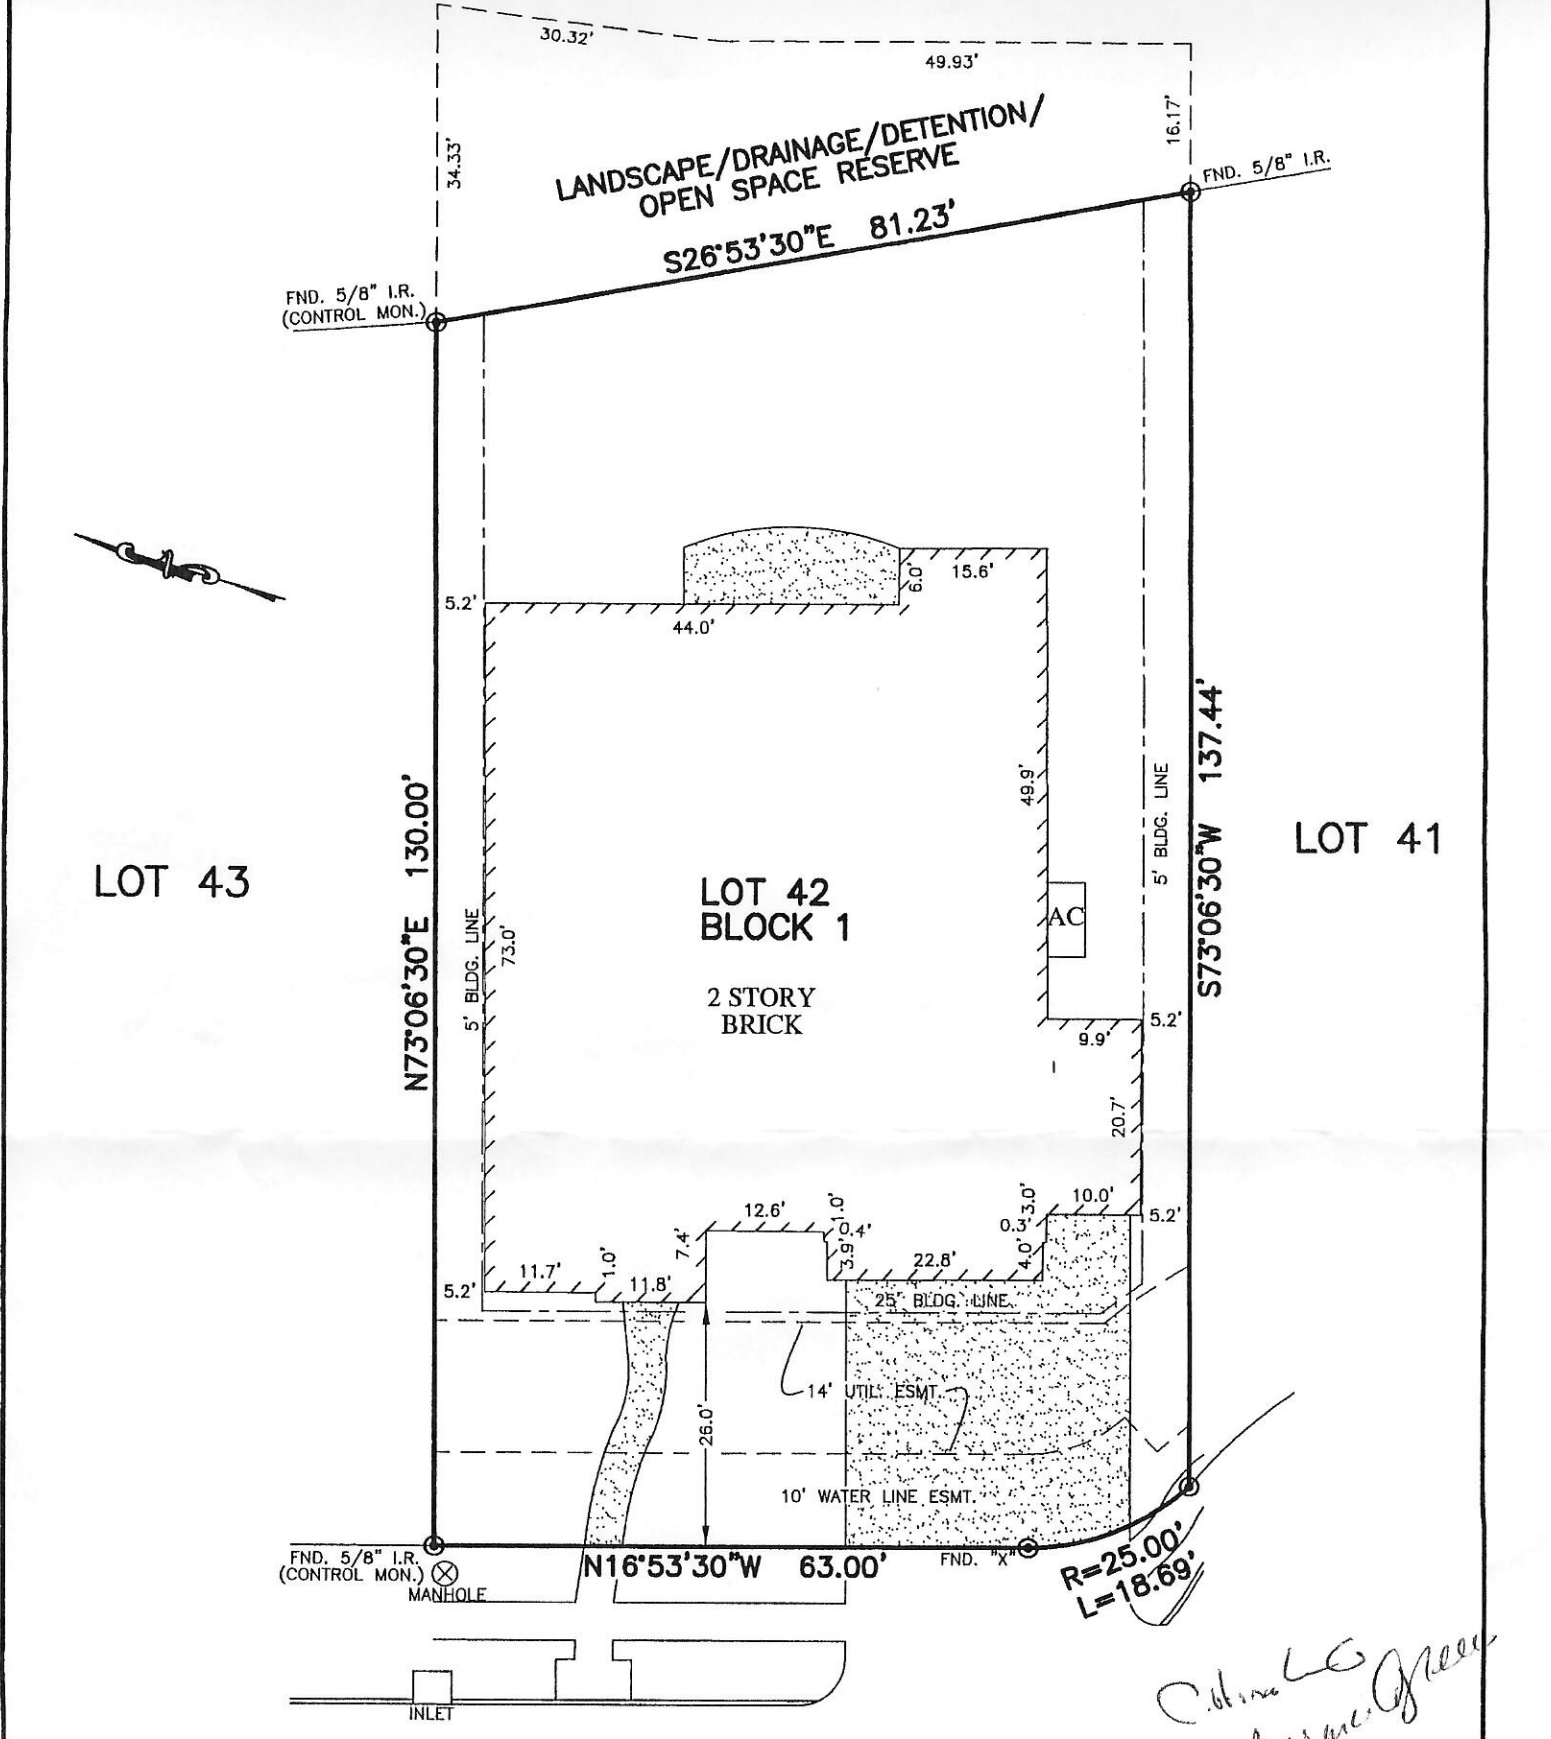 30.32'
49.93'
34.33'
16.17'
LANDSCAPE/DRAINAGE/DETENTION/
OPEN SPACE RESERVE
S26°53'30"E 81.23'
FND. 5/8" I.R.
FND. 5/8" I.R.
(CONTROL MON.)
5.2'
44.0'
6.0'
15.6'
49.9'
N73°06'30"E 130.00'
S73°06'30"W 137.44'
5' BLDG. LINE
5' BLDG. LINE
LOT 43
LOT 41
73.0'
LOT 42
BLOCK 1
2 STORY
BRICK
AC
5.2'
9.9'
20.7'
5.2'
10.0'
3.0'
0.3'
4.0'
12.6'
1.0'
0.4'
3.9'
22.8'
7.4'
11.7'
1.0'
11.8'
5.2'
25' BLDG. LINE
14' UTIL. ESMT.
26.0'
10' WATER LINE ESMT.
FND. 5/8" I.R.
(CONTROL MON.)
MANHOLE
N16°53'30"W 63.00'
FND. "X"
R=25.00'
L=18.69'
INLET